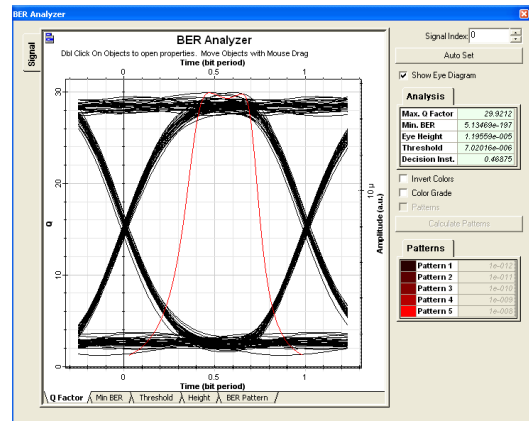 BER Analyzer
Signal
BER Analyzer
Dbl Click On Objects to open properties. Move Objects with Mouse Drag
Time (bit period)
0 0.5 1
30
20
10
0
Q
10 µ
Amplitude (a.u.)
0 0.5 1
Time (bit period)
Q Factor Min BER Threshold Height BER Pattern
Signal Index: 0
Auto Set
Show Eye Diagram
Analysis
Max. Q Factor 29.9212
Min. BER 5.13469e-197
Eye Height 1.19559e-005
Threshold 7.02016e-006
Decision Inst. 0.46875
Invert Colors
Color Grade
Patterns
Calculate Patterns
Patterns
Pattern 1 1e-012
Pattern 2 1e-011
Pattern 3 1e-010
Pattern 4 1e-009
Pattern 5 1e-008